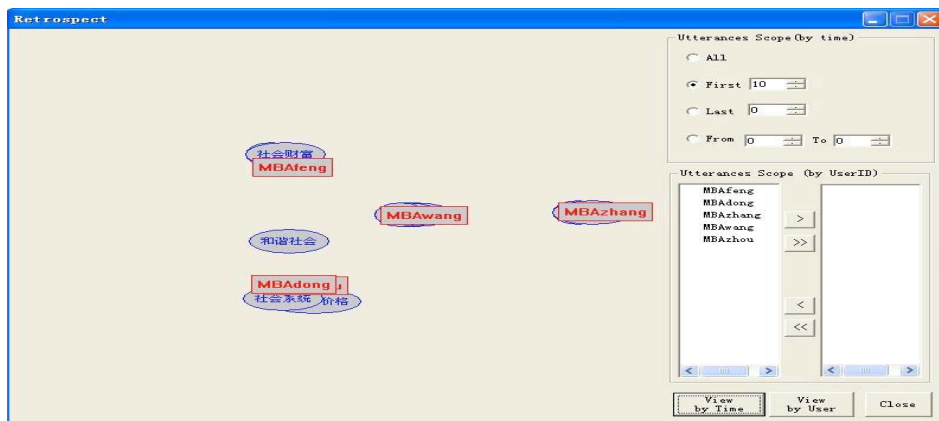 Retrospect
社会财富
MBAfeng
MBAwang
MBAzhang
和谐社会
MBAdong
社会系统
价格
Utterances Scope(by time)
All
First 10
Last 0
From 0 To 0
Utterances Scope (by UserID)
MBAfeng
MBAdong
MBAzhang
MBAwang
MBAzhou
>
>>
<
<<
View by Time
View by User
Close